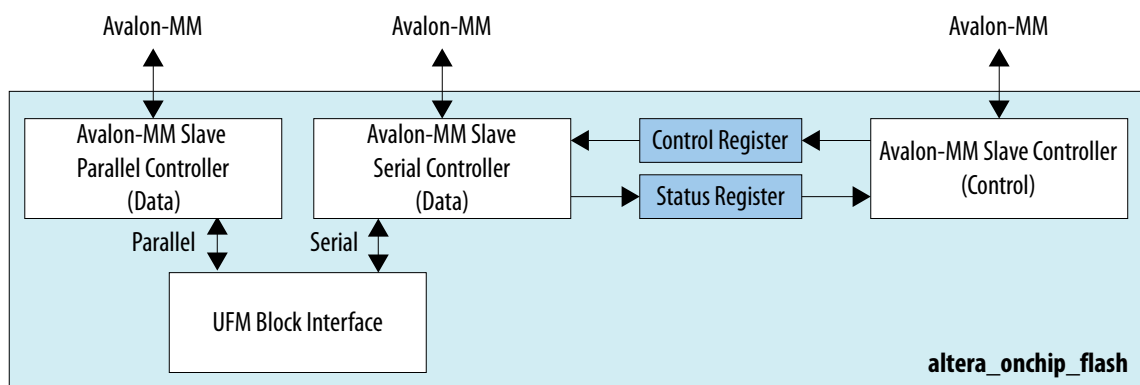 Avalon-MM
Avalon-MM
Avalon-MM
Avalon-MM Slave
Parallel Controller
(Data)
Avalon-MM Slave
Serial Controller
(Data)
Control Register
Status Register
Avalon-MM Slave Controller
(Control)
Parallel
Serial
UFM Block Interface
altera_onchip_flash